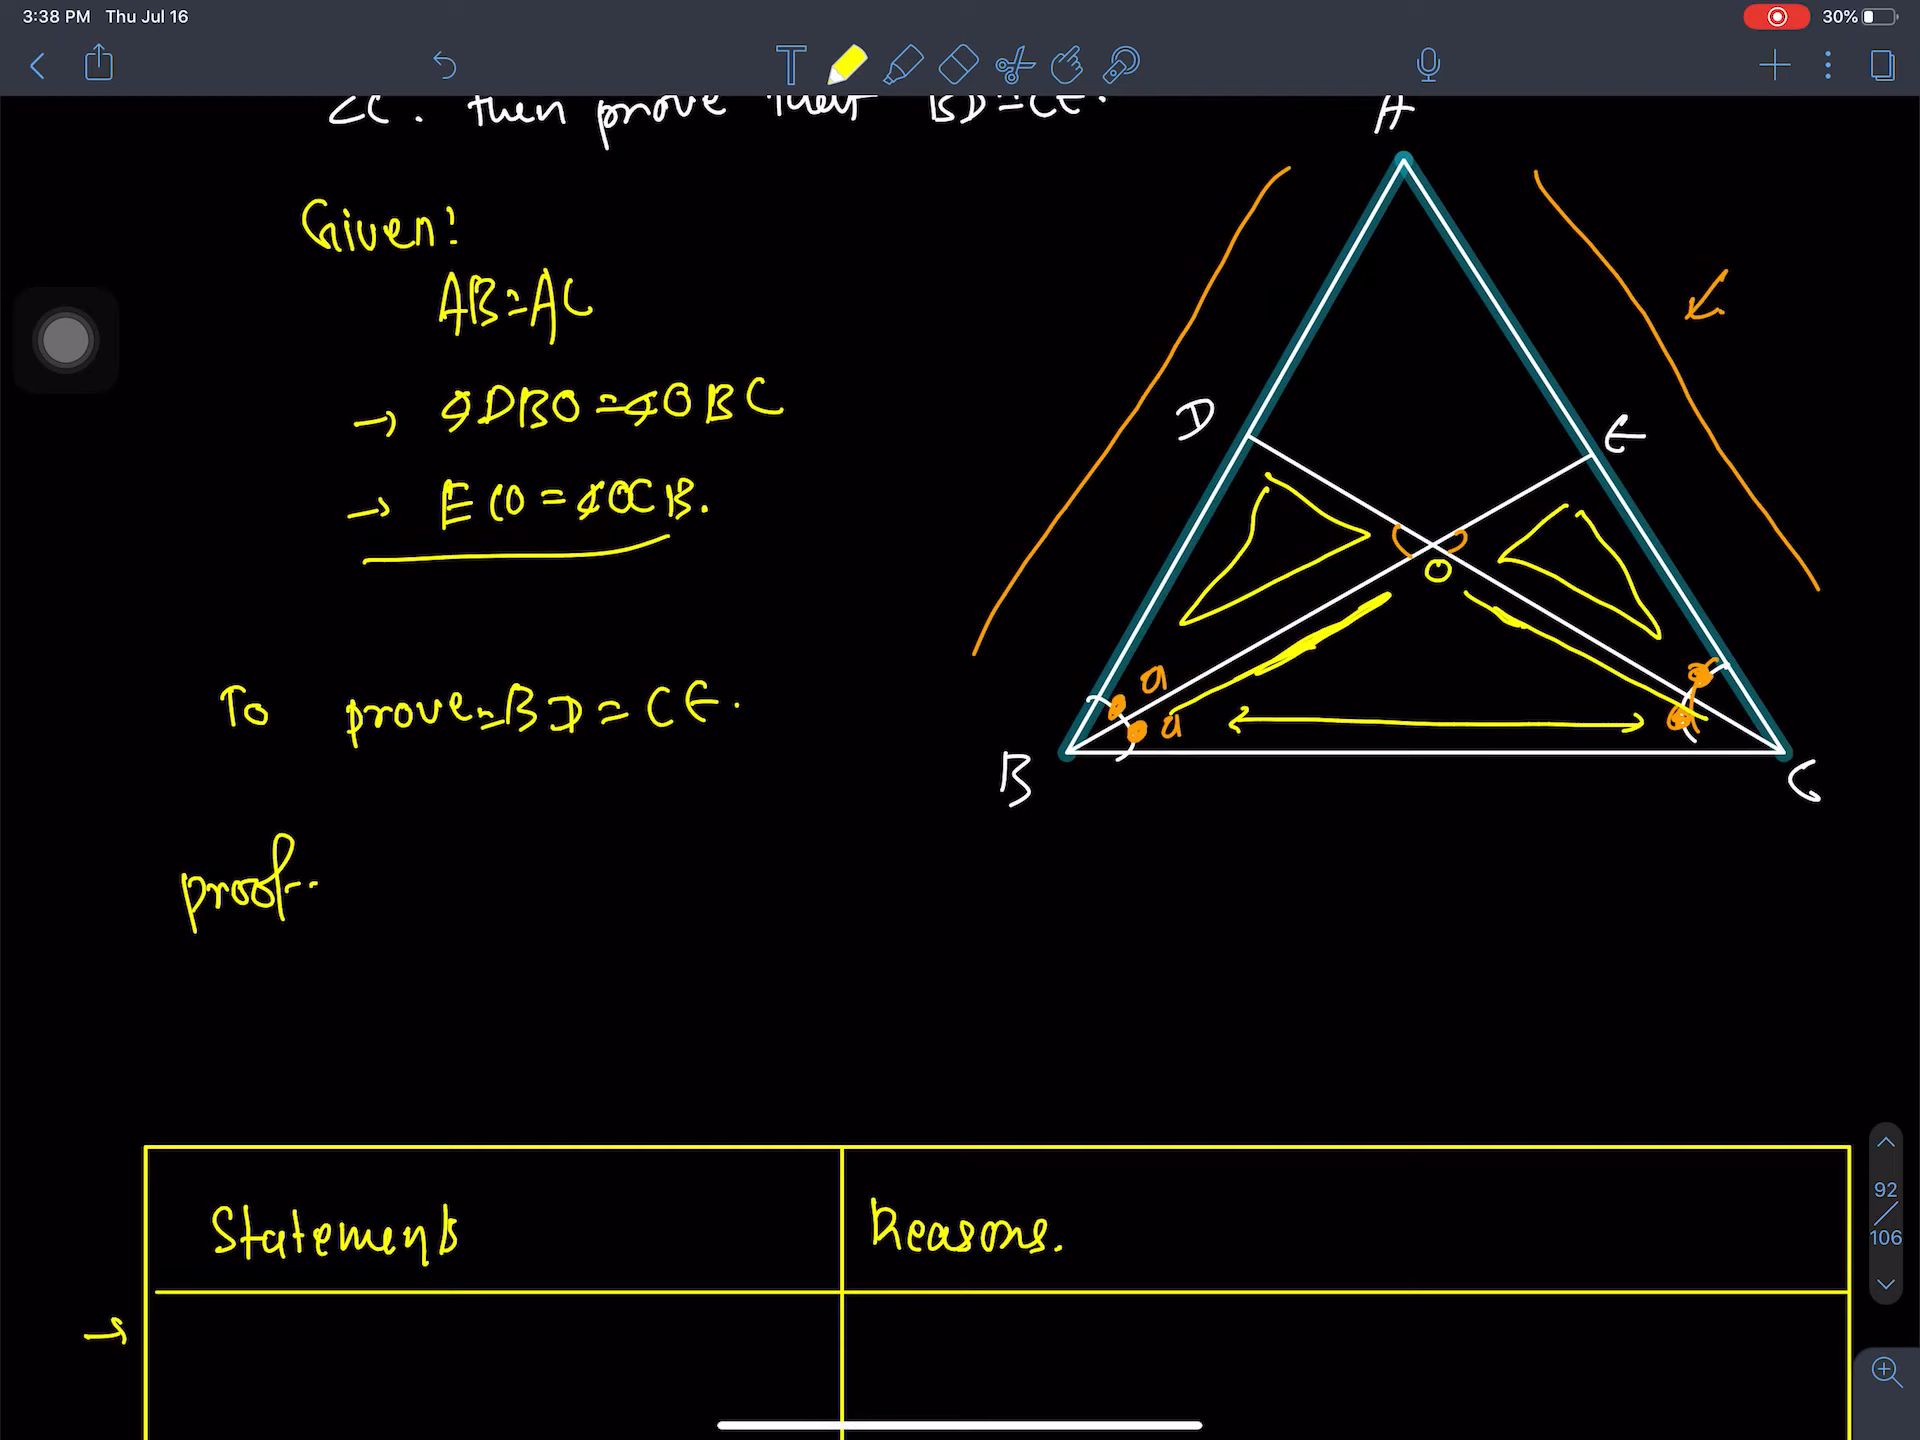 3:38 PM Thu Jul 16
30%
∠C. then prove that BD=CE.
A
Given:
AB=AC
→ ∢DBO=∢OBC
D
E
→ ECO=∢OCB.
O
a
a
To prove=BD=CE.
B
C
proof..
92
/
106
Statements
Reasons.
→